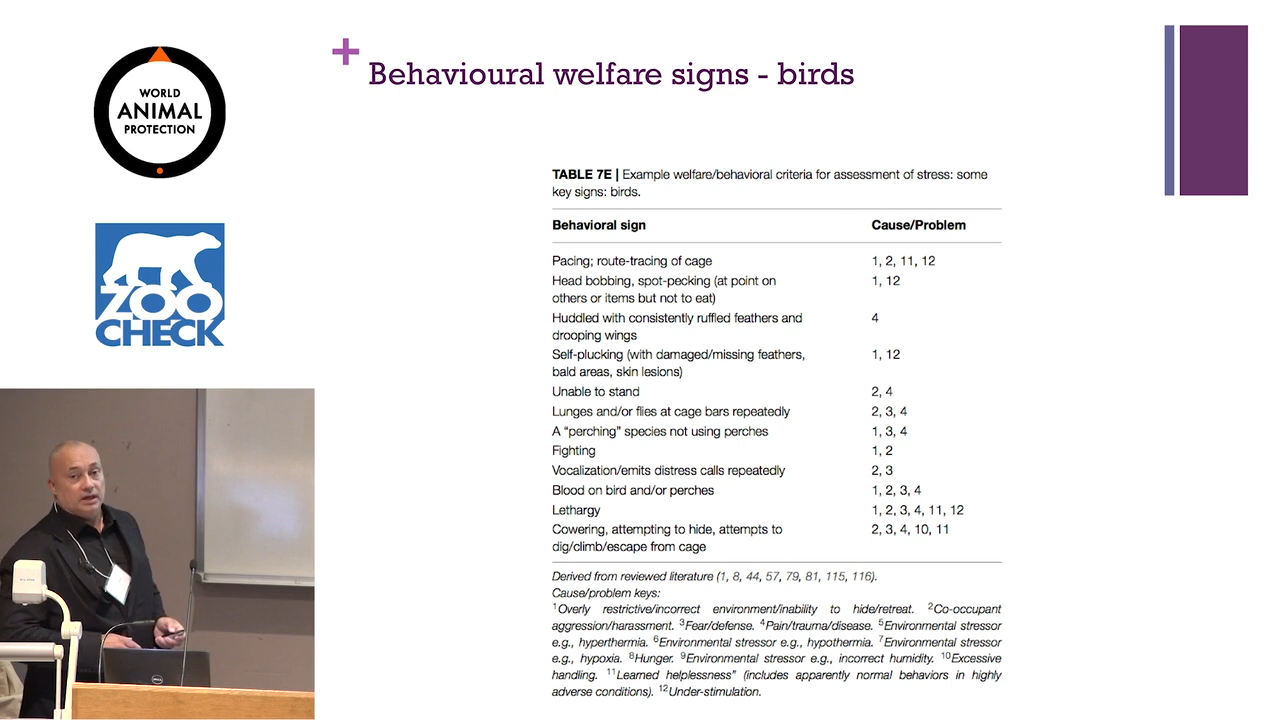 WORLD
ANIMAL
PROTECTION
ZOO
CHECK
+
Behavioural welfare signs - birds
TABLE 7E | Example welfare/behavioral criteria for assessment of stress: some
key signs: birds.
Behavioral sign Cause/Problem
Pacing; route-tracing of cage 1, 2, 11, 12
Head bobbing, spot-pecking (at point on 1, 12
others or items but not to eat)
Huddled with consistently ruffled feathers and 4
drooping wings
Self-plucking (with damaged/missing feathers, 1, 12
bald areas, skin lesions)
Unable to stand 2, 4
Lunges and/or flies at cage bars repeatedly 2, 3, 4
A “perching” species not using perches 1, 3, 4
Fighting 1, 2
Vocalization/emits distress calls repeatedly 2, 3
Blood on bird and/or perches 1, 2, 3, 4
Lethargy 1, 2, 3, 4, 11, 12
Cowering, attempting to hide, attempts to 2, 3, 4, 10, 11
dig/climb/escape from cage
Derived from reviewed literature (1, 8, 44, 57, 79, 81, 115, 116).
Cause/problem keys:
1Overly restrictive/incorrect environment/inability to hide/retreat. 2Co-occupant
aggression/harassment. 3Fear/defense. 4Pain/trauma/disease. 5Environmental stressor
e.g., hyperthermia. 6Environmental stressor e.g., hypothermia. 7Environmental stressor
e.g., hypoxia. 8Hunger. 9Environmental stressor e.g., incorrect humidity. 10Excessive
handling. 11Learned helplessness” (includes apparently normal behaviors in highly
adverse conditions). 12Under-stimulation.
DELL